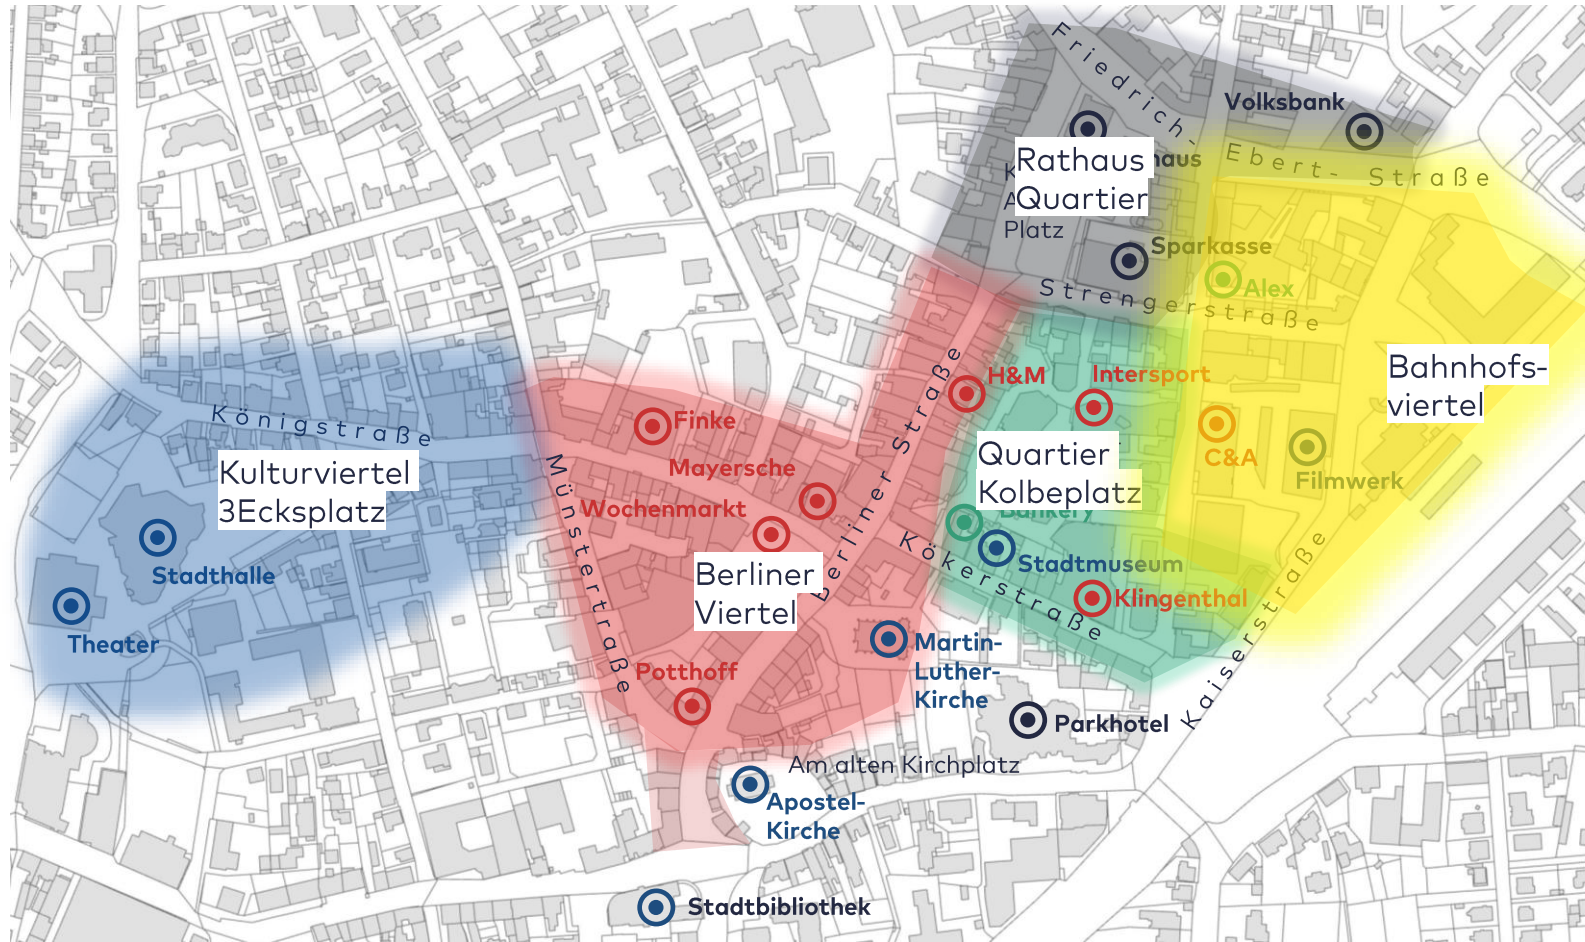 Friedrich-
Ebert- Straße
Volksbank
haus
Rathaus
Quartier
Platz
Sparkasse
Alex
Strengerstraße
Bahnhofs-
viertel
H&M
Intersport
Berliner Straße
Königstraße
Finke
Mayersche
Wochenmarkt
Kulturviertel
3Ecksplatz
Quartier
Kolbeplatz
C&A
Filmwerk
Münsterstraße
Stadthalle
Theater
Berliner
Viertel
Kökerstraße
Stadtmuseum
Klingenthal
Kaiserstraße
Martin-
Luther-
Kirche
Potthoff
Parkhotel
Am alten Kirchplatz
Apostel-
Kirche
Stadtbibliothek